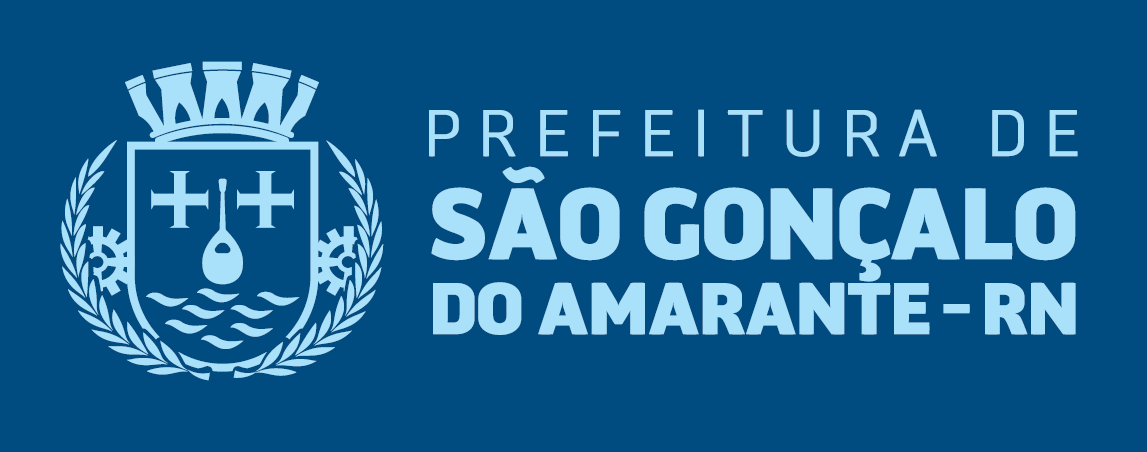 PREFEITURA DE
SÃO GONÇALO
DO AMARANTE – RN